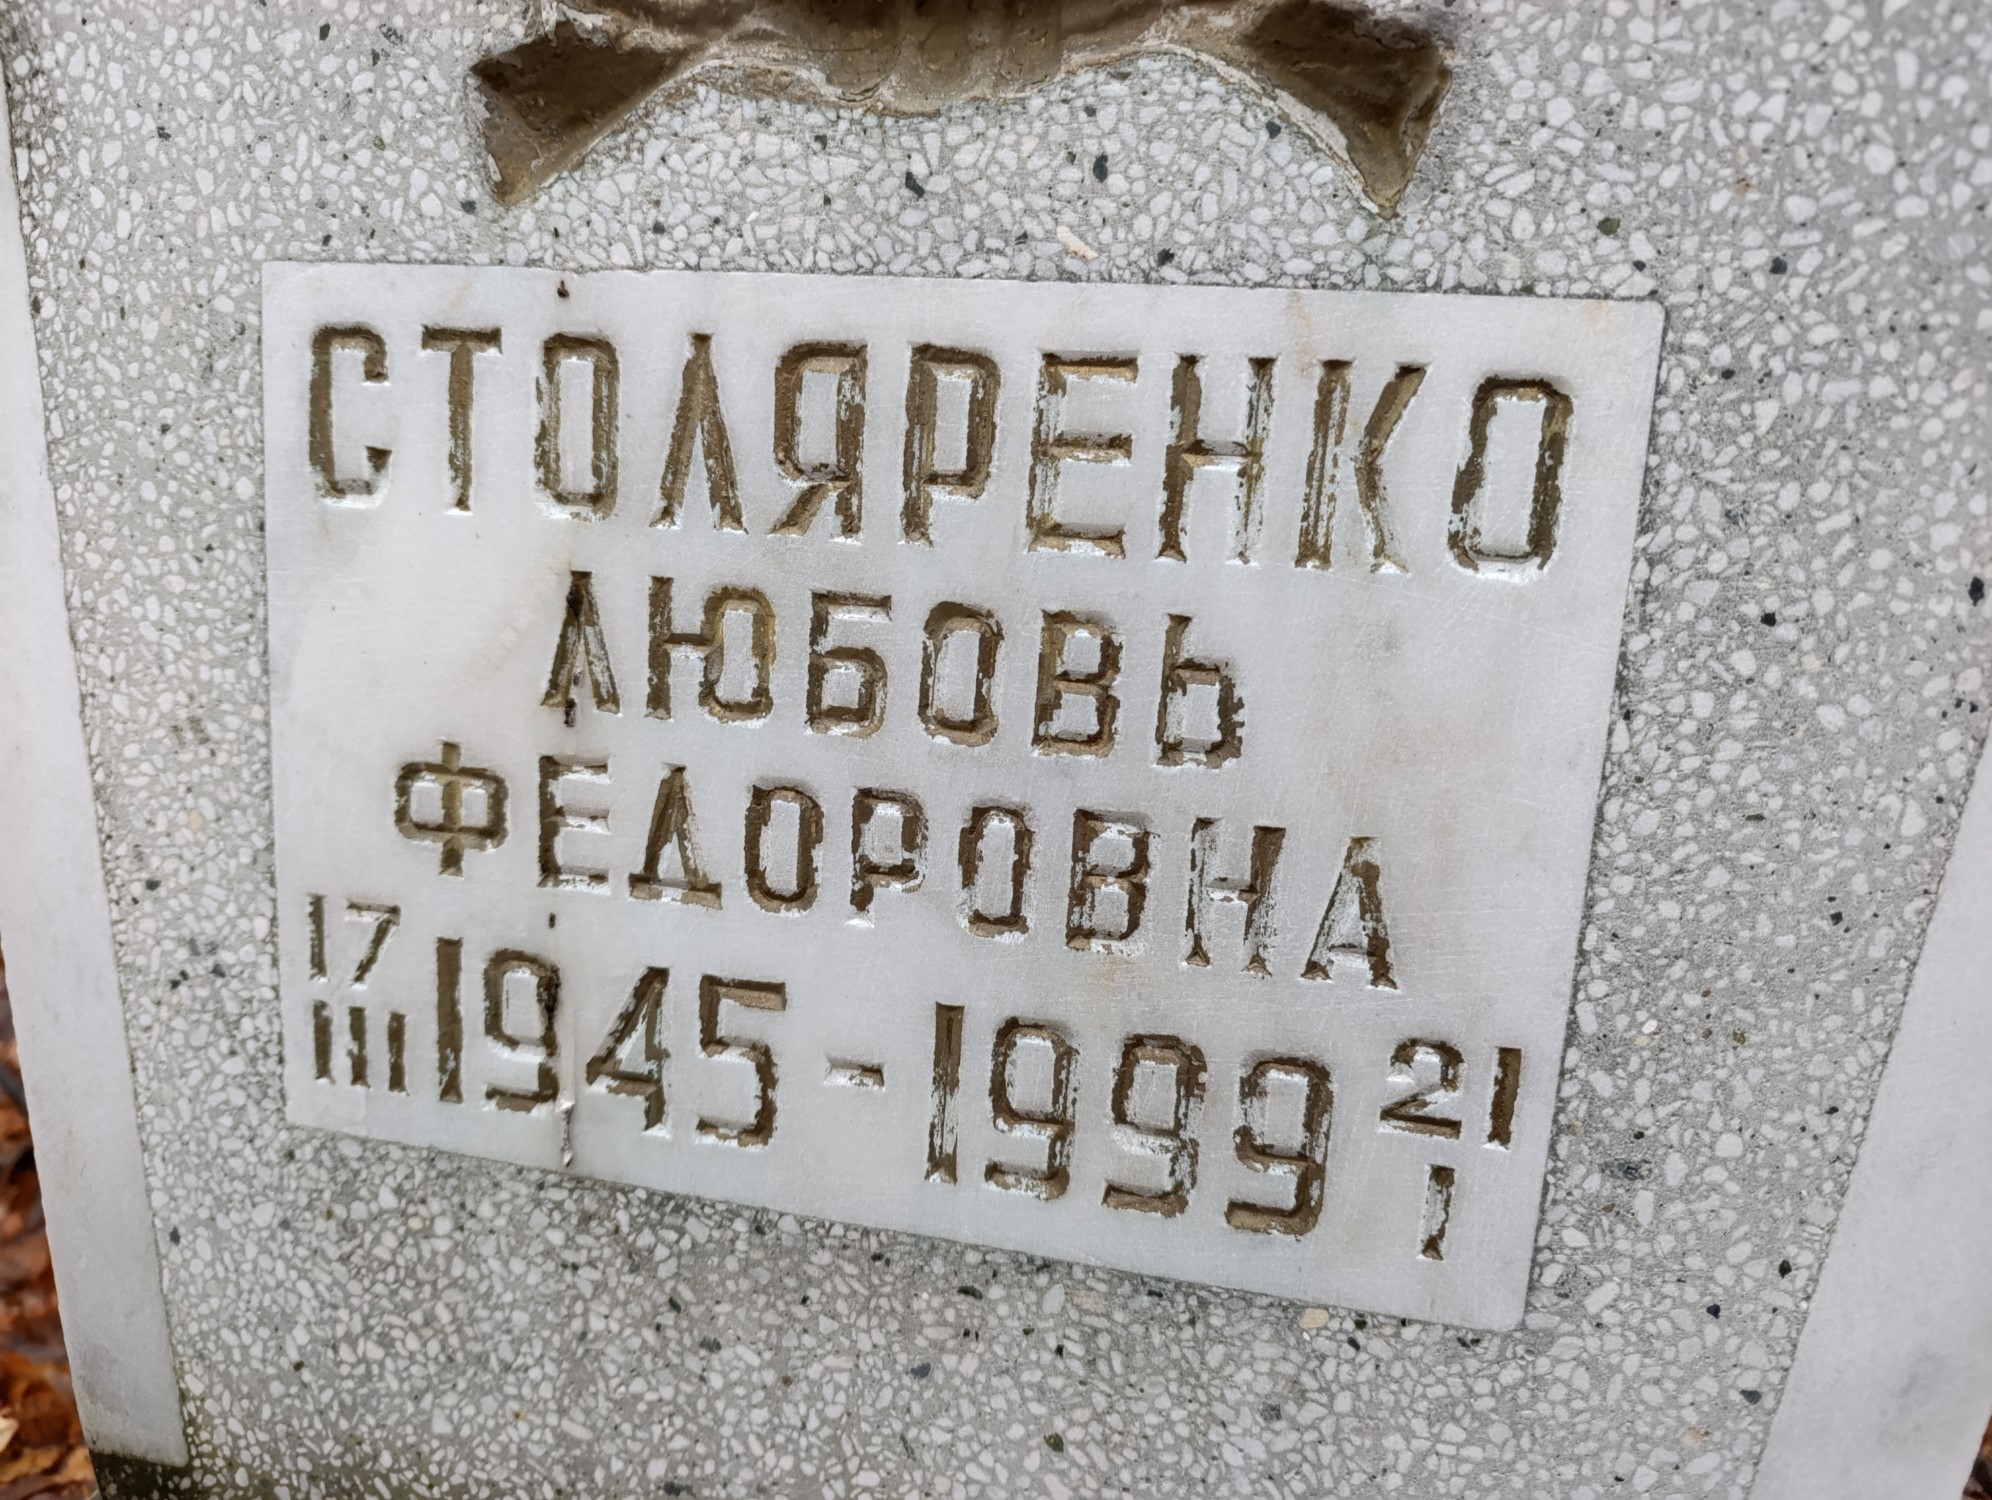 СТОЛЯРЕНКО
ЛЮБОВЬ
ФЕДОРОВНА
17 III 1945-1999 21 I